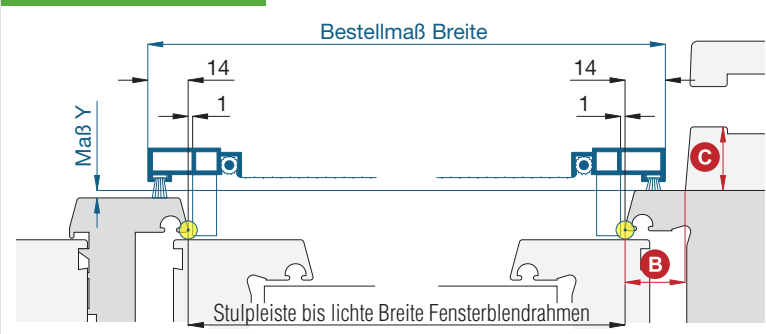 Bestellmaß Breite
14
14
1
1
Maß Y
C
B
Stulpleiste bis lichte Breite Fensterblendrahmen